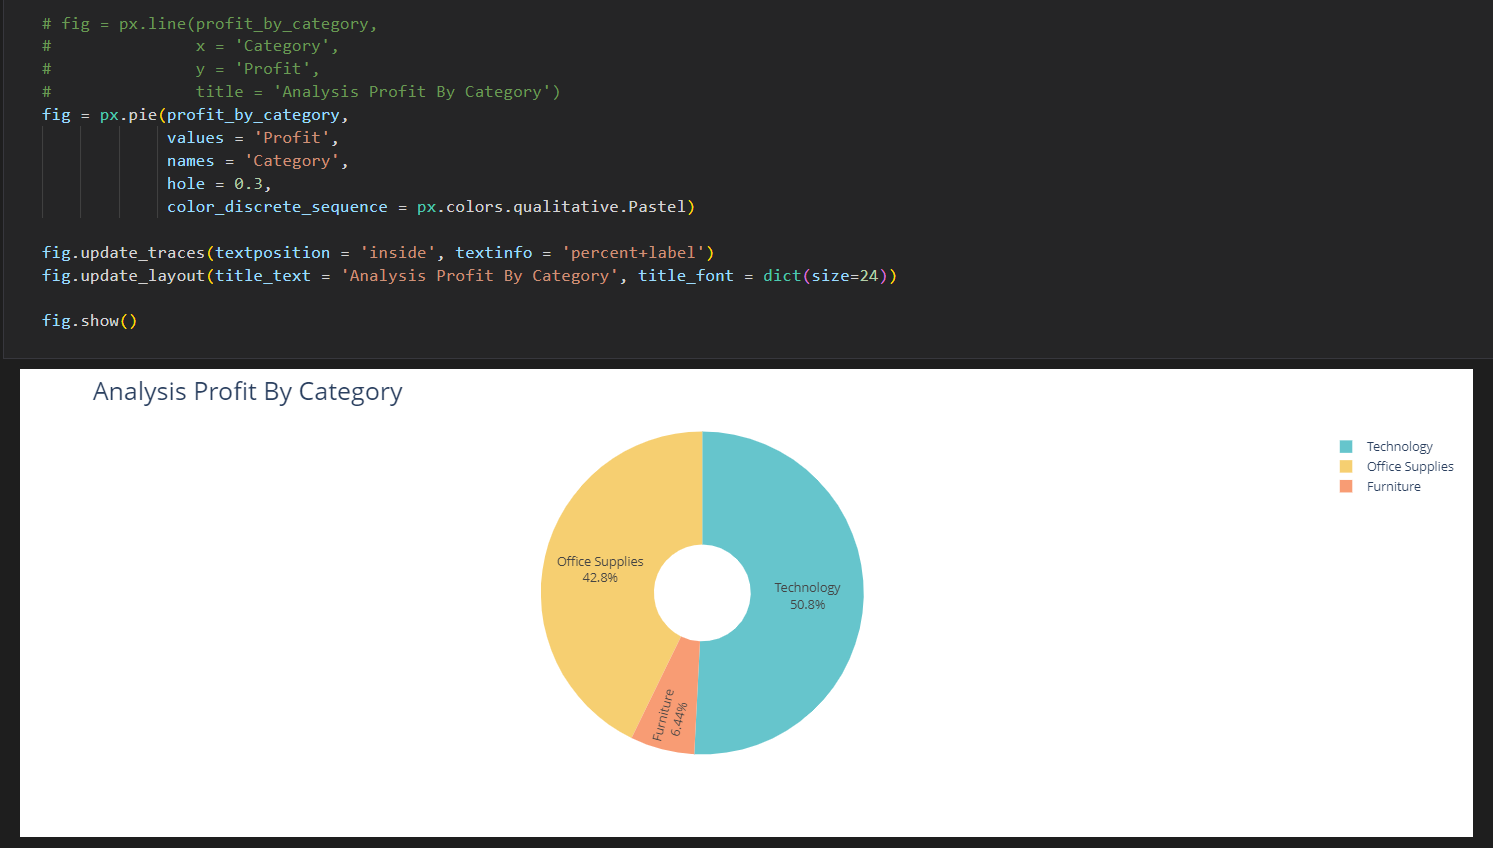 # fig = px.line(profit_by_category,
#               x = 'Category',
#               y = 'Profit',
#               title = 'Analysis Profit By Category')
fig = px.pie(profit_by_category,
             values = 'Profit',
             names = 'Category',
             hole = 0.3,
             color_discrete_sequence = px.colors.qualitative.Pastel)
fig.update_traces(textposition = 'inside', textinfo = 'percent+label')
fig.update_layout(title_text = 'Analysis Profit By Category', title_font = dict(size=24))
fig.show()
Analysis Profit By Category
Technology
Office Supplies
Furniture
Office Supplies
42.8%
Technology
50.8%
Furniture
6.44%